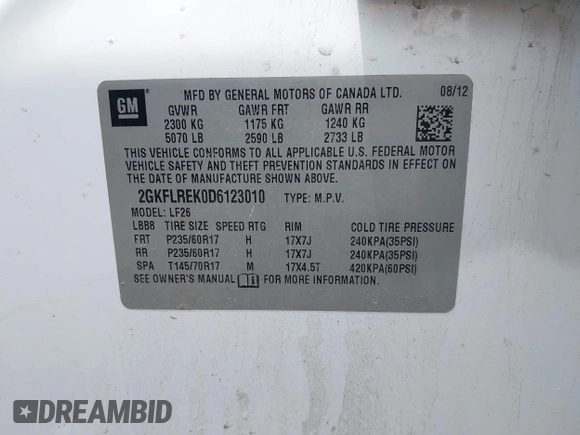 GM
MFD BY GENERAL MOTORS OF CANADA LTD. 08/12
GVWR GAWR FRT GAWR RR
2300 KG 1175 KG 1240 KG
5070 LB 2590 LB 2733 LB
THIS VEHICLE CONFORMS TO ALL APPLICABLE U.S. FEDERAL MOTOR
VEHICLE SAFETY AND THEFT PREVENTION STANDARDS IN EFFECT ON
THE DATE OF MANUFACTURE SHOWN ABOVE.
2GKFLREK0D6123010 TYPE: M.P.V.
MODEL: LF26
LBB8 TIRE SIZE SPEED RTG RIM COLD TIRE PRESSURE
FRT P235/60R17 H 17X7J 240KPA(35PSI)
RR P235/60R17 H 17X7J 240KPA(35PSI)
SPA T145/70R17 M 17X4.5T 420KPA(60PSI)
SEE OWNER'S MANUAL FOR MORE INFORMATION.
DREAMBID